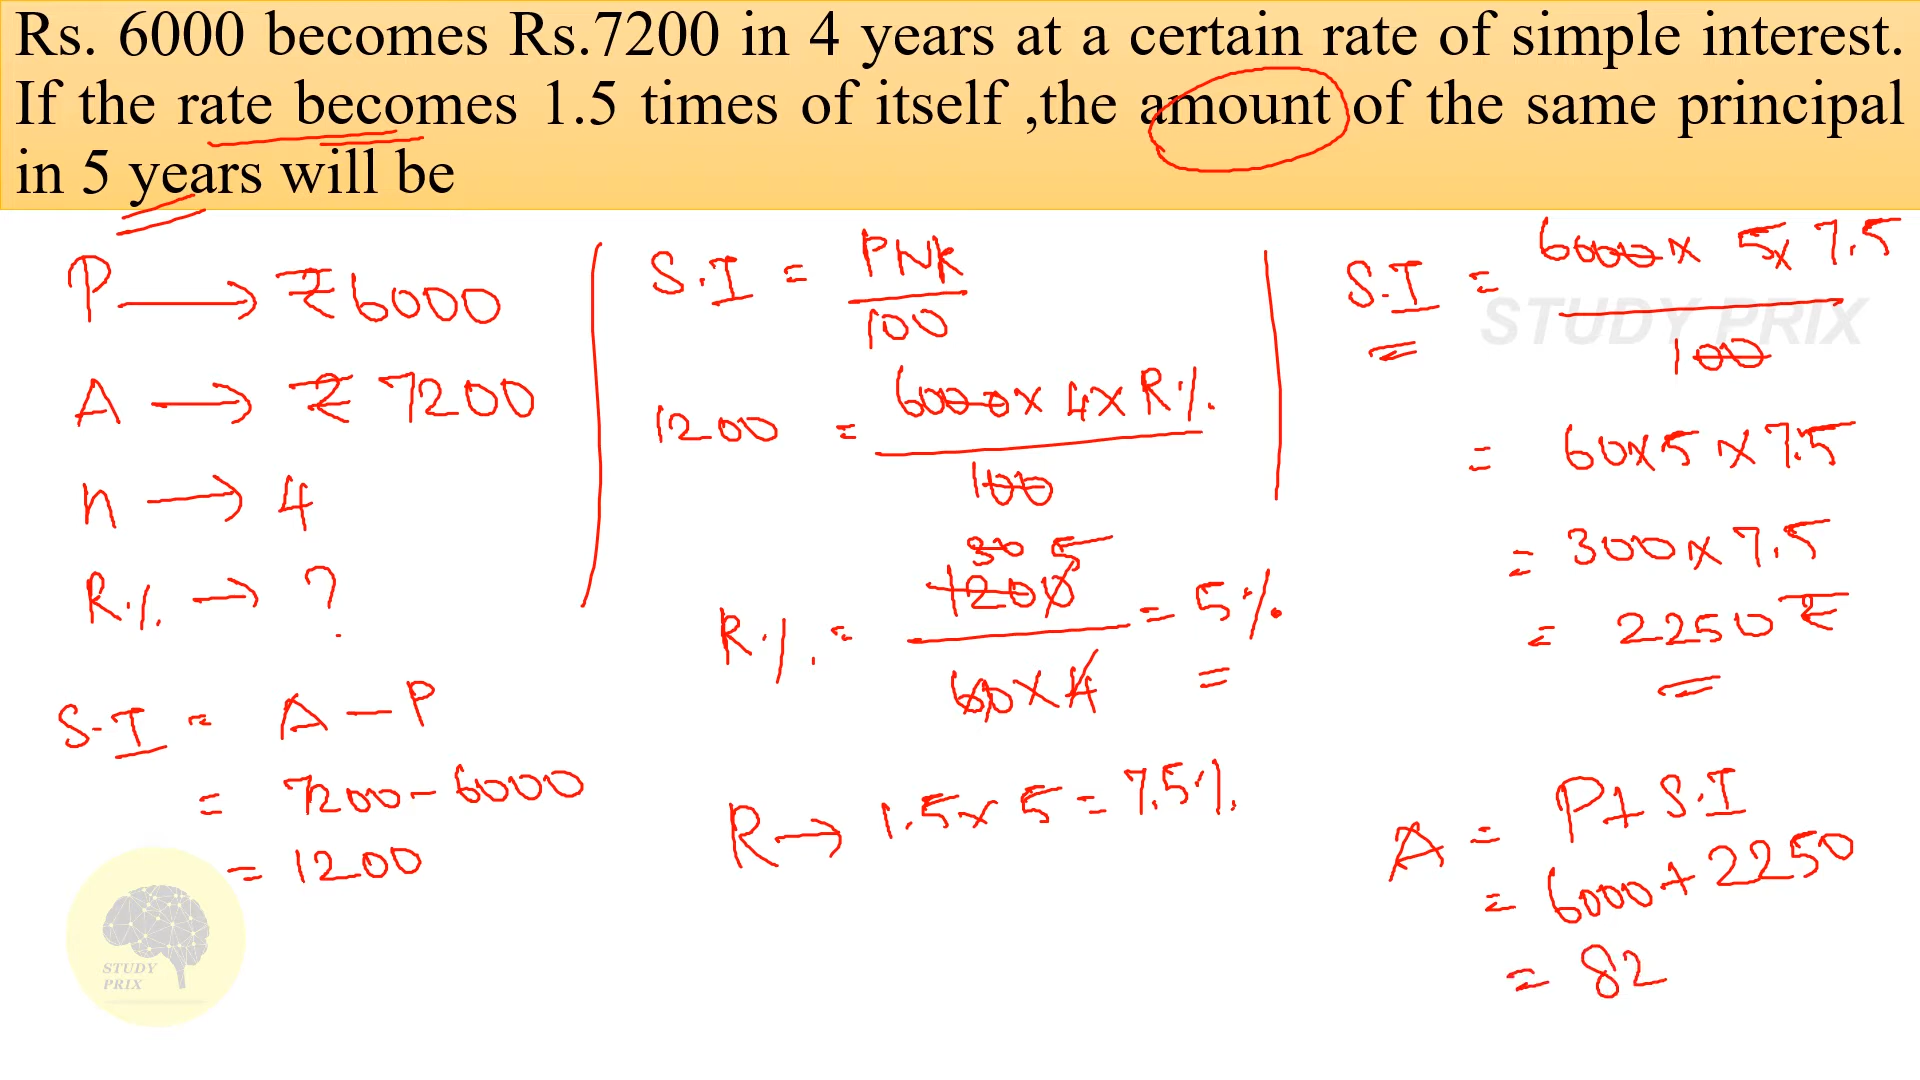 Rs. 6000 becomes Rs.7200 in 4 years at a certain rate of simple interest.
If the rate becomes 1.5 times of itself ,the amount of the same principal
in 5 years will be
P → ₹6000
A → ₹ 7200
n → 4
R% → ?
S.I = A - P
= 7200 - 6000
= 1200
S.I = PNR
100
1200 = 6000 x 4 x R%
100
30 5
R% = 1200 = 5%
60 x 4
R → 1.5 x 5 = 7.5%
S.I = 6000 x 5 x 7.5
100
= 60 x 5 x 7.5
= 300 x 7.5
= 2250 ₹
A = P + S.I
= 6000 + 2250
= 82
STUDY PRIX
STUDY
PRIX